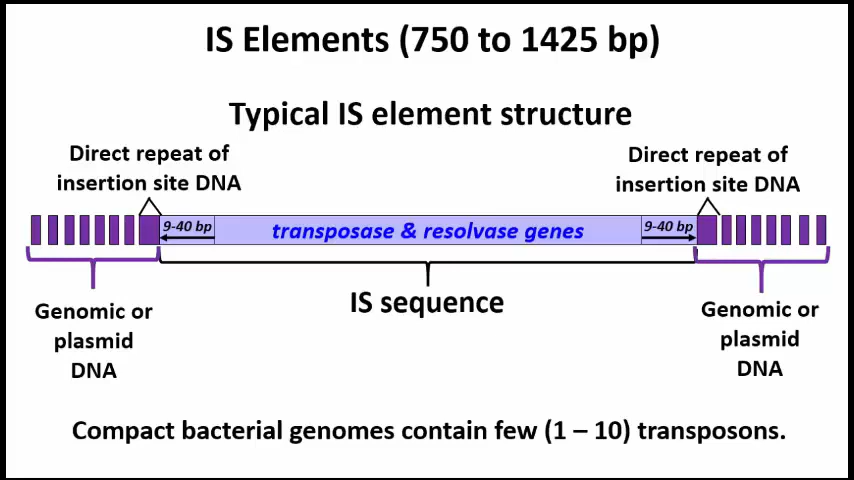 IS Elements (750 to 1425 bp)
Typical IS element structure
Direct repeat of
insertion site DNA
Direct repeat of
insertion site DNA
9-40 bp
transposase & resolvase genes
9-40 bp
IS sequence
Genomic or
plasmid
DNA
Genomic or
plasmid
DNA
Compact bacterial genomes contain few (1 – 10) transposons.